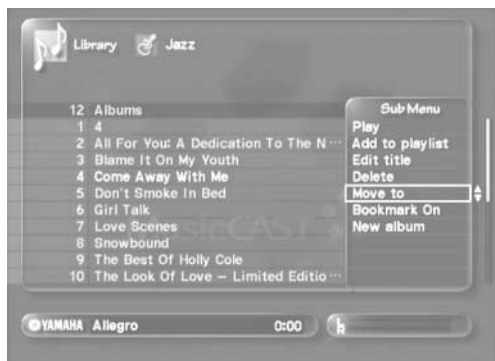 Library Jazz
12 Albums
1 4
2 All For You: A Dedication To The N ...
3 Blame It On My Youth
4 Come Away With Me
5 Don't Smoke In Bed
6 Girl Talk
7 Love Scenes
8 Snowbound
9 The Best Of Holly Cole
10 The Look Of Love – Limited Editio ...
Sub Menu
Play
Add to playlist
Edit title
Delete
Move to
Bookmark On
New album
MusicCAST
YAMAHA Allegro 0:00